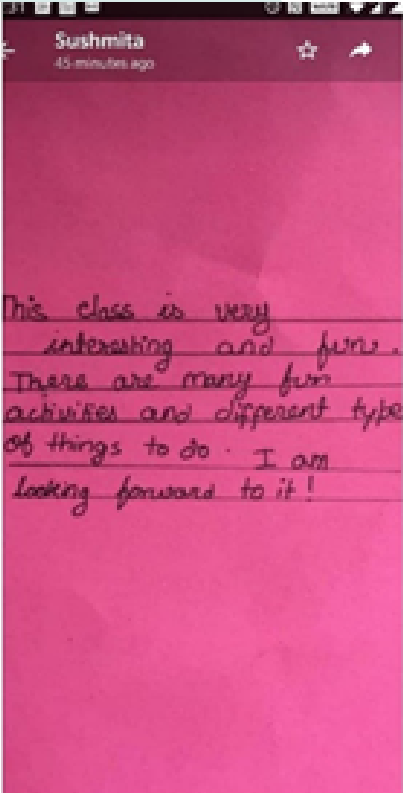 Sushmita
45 minutes ago
This class is very
interesting and fun.
There are many fun
activities and different type
of things to do. I am
looking forward to it!